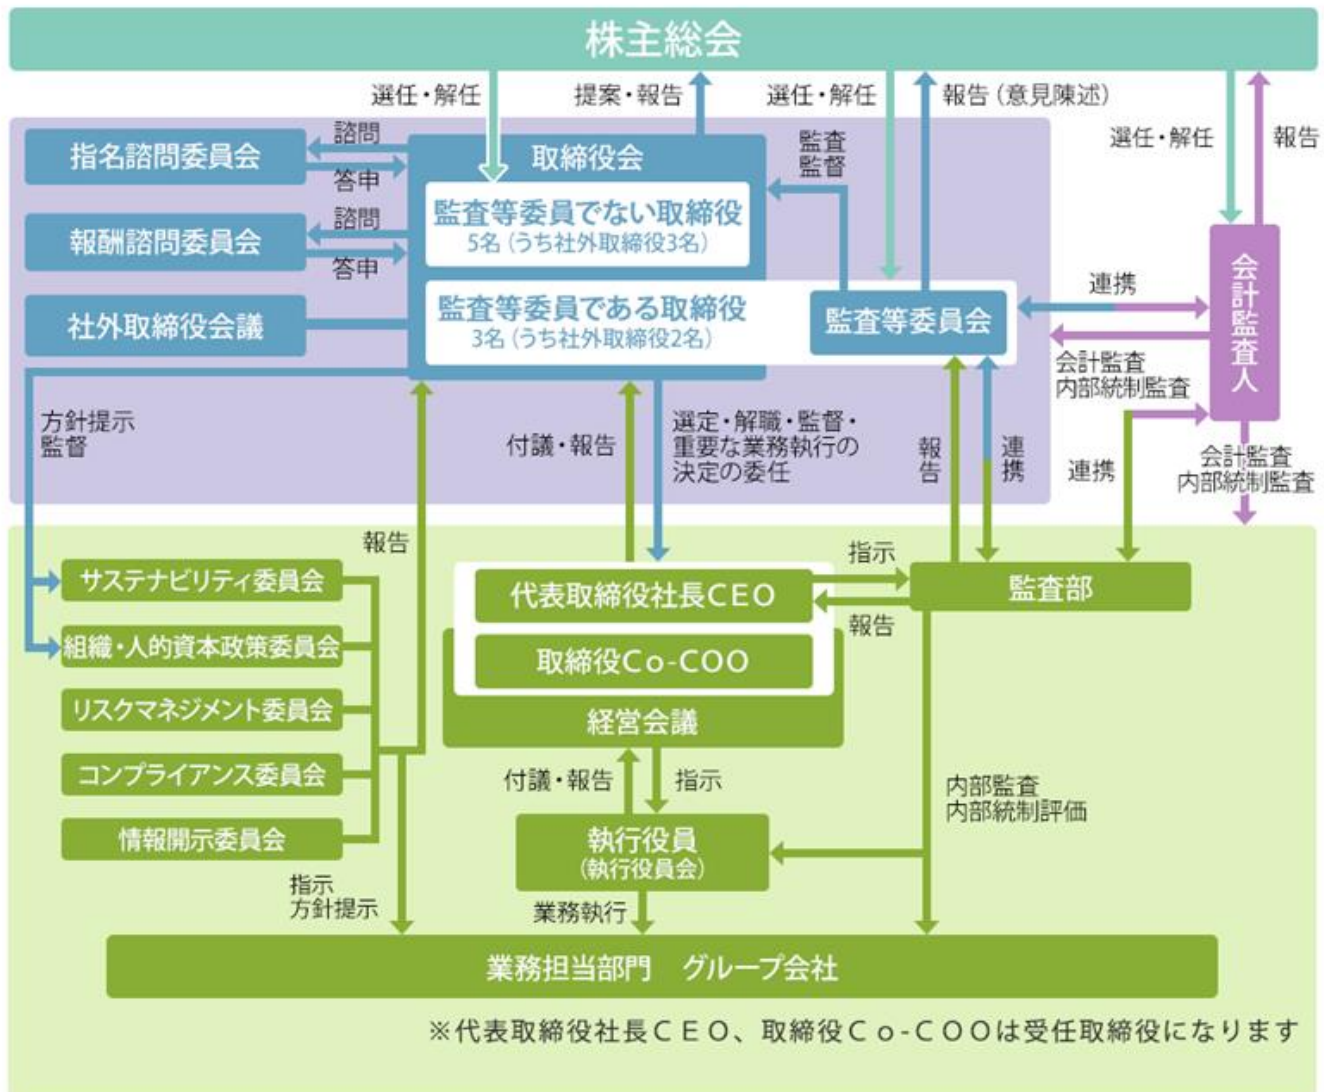 株主総会
選任・解任
提案・報告
選任・解任
報告（意見陳述）
選任・解任
報告
指名諮問委員会
諮問
答申
取締役会
監査
監督
監査等委員でない取締役
5名（うち社外取締役3名）
報酬諮問委員会
諮問
答申
社外取締役会議
監査等委員である取締役
3名（うち社外取締役2名）
監査等委員会
連携
会計監査人
会計監査
内部統制監査
方針提示
監督
付議・報告
選定・解職・監督・
重要な業務執行の
決定の委任
報告
連携
連携
会計監査
内部統制監査
報告
サステナビリティ委員会
組織・人的資本政策委員会
リスクマネジメント委員会
コンプライアンス委員会
情報開示委員会
代表取締役社長ＣＥＯ
取締役Ｃｏ-ＣＯＯ
経営会議
指示
報告
監査部
付議・報告
指示
執行役員
（執行役員会）
内部監査
内部統制評価
指示
方針提示
業務執行
業務担当部門　グループ会社
※代表取締役社長ＣＥＯ、取締役Ｃｏ-ＣＯＯは受任取締役になります